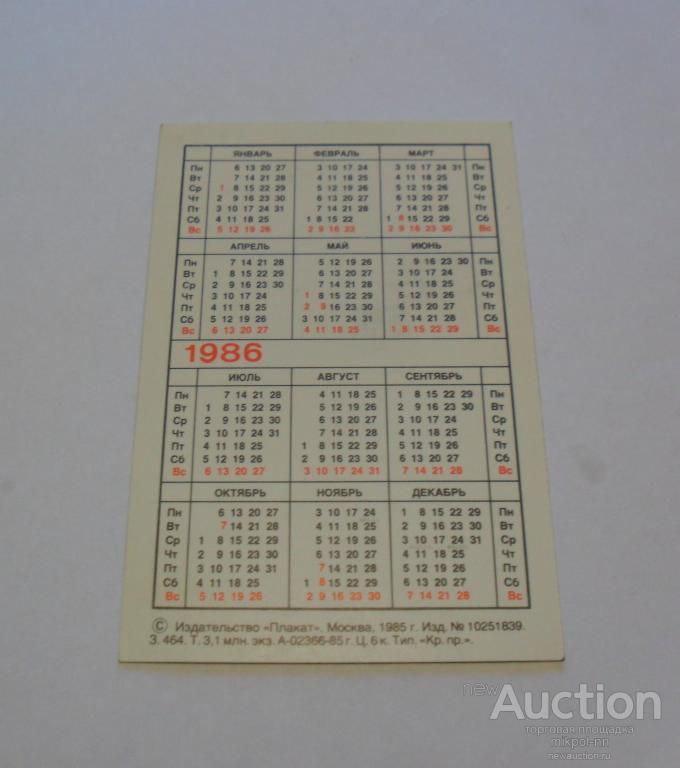 ЯНВАРЬ ФЕВРАЛЬ МАРТ
Пн 6 13 20 27 3 10 17 24 3 10 17 24 31 Пн
Вт 7 14 21 28 4 11 18 25 4 11 18 25 Вт
Ср 1 8 15 22 29 5 12 19 26 5 12 19 26 Ср
Чт 2 9 16 23 30 6 13 20 27 6 13 20 27 Чт
Пт 3 10 17 24 31 7 14 21 28 7 14 21 28 Пт
Сб 4 11 18 25 1 8 15 22 1 8 15 22 29 Сб
Вс 5 12 19 26 2 9 16 23 2 9 16 23 30 Вс
АПРЕЛЬ МАЙ ИЮНЬ
Пн 7 14 21 28 5 12 19 26 2 9 16 23 30 Пн
Вт 1 8 15 22 29 6 13 20 27 3 10 17 24 Вт
Ср 2 9 16 23 30 7 14 21 28 4 11 18 25 Ср
Чт 3 10 17 24 1 8 15 22 29 5 12 19 26 Чт
Пт 4 11 18 25 2 9 16 23 30 6 13 20 27 Пт
Сб 5 12 19 26 3 10 17 24 31 7 14 21 28 Сб
Вс 6 13 20 27 4 11 18 25 1 8 15 22 29 Вс
1986
ИЮЛЬ АВГУСТ СЕНТЯБРЬ
Пн 7 14 21 28 4 11 18 25 1 8 15 22 29 Пн
Вт 1 8 15 22 29 5 12 19 26 2 9 16 23 30 Вт
Ср 2 9 16 23 30 6 13 20 27 3 10 17 24 Ср
Чт 3 10 17 24 31 7 14 21 28 4 11 18 25 Чт
Пт 4 11 18 25 1 8 15 22 29 5 12 19 26 Пт
Сб 5 12 19 26 2 9 16 23 30 6 13 20 27 Сб
Вс 6 13 20 27 3 10 17 24 31 7 14 21 28 Вс
ОКТЯБРЬ НОЯБРЬ ДЕКАБРЬ
Пн 6 13 20 27 3 10 17 24 1 8 15 22 29 Пн
Вт 7 14 21 28 4 11 18 25 2 9 16 23 30 Вт
Ср 1 8 15 22 29 5 12 19 26 3 10 17 24 31 Ср
Чт 2 9 16 23 30 6 13 20 27 4 11 18 25 Чт
Пт 3 10 17 24 31 7 14 21 28 5 12 19 26 Пт
Сб 4 11 18 25 1 8 15 22 29 6 13 20 27 Сб
Вс 5 12 19 26 2 9 16 23 30 7 14 21 28 Вс
© Издательство «Плакат». Москва, 1985 г. Изд. № 10251839.
З. 464. Т. 3,1 млн. экз. А-02366-85 г. Ц. 6 к. Тип. «Кр. пр.».
new Auction
торговая площадка
mikpol-nn
newauction.ru